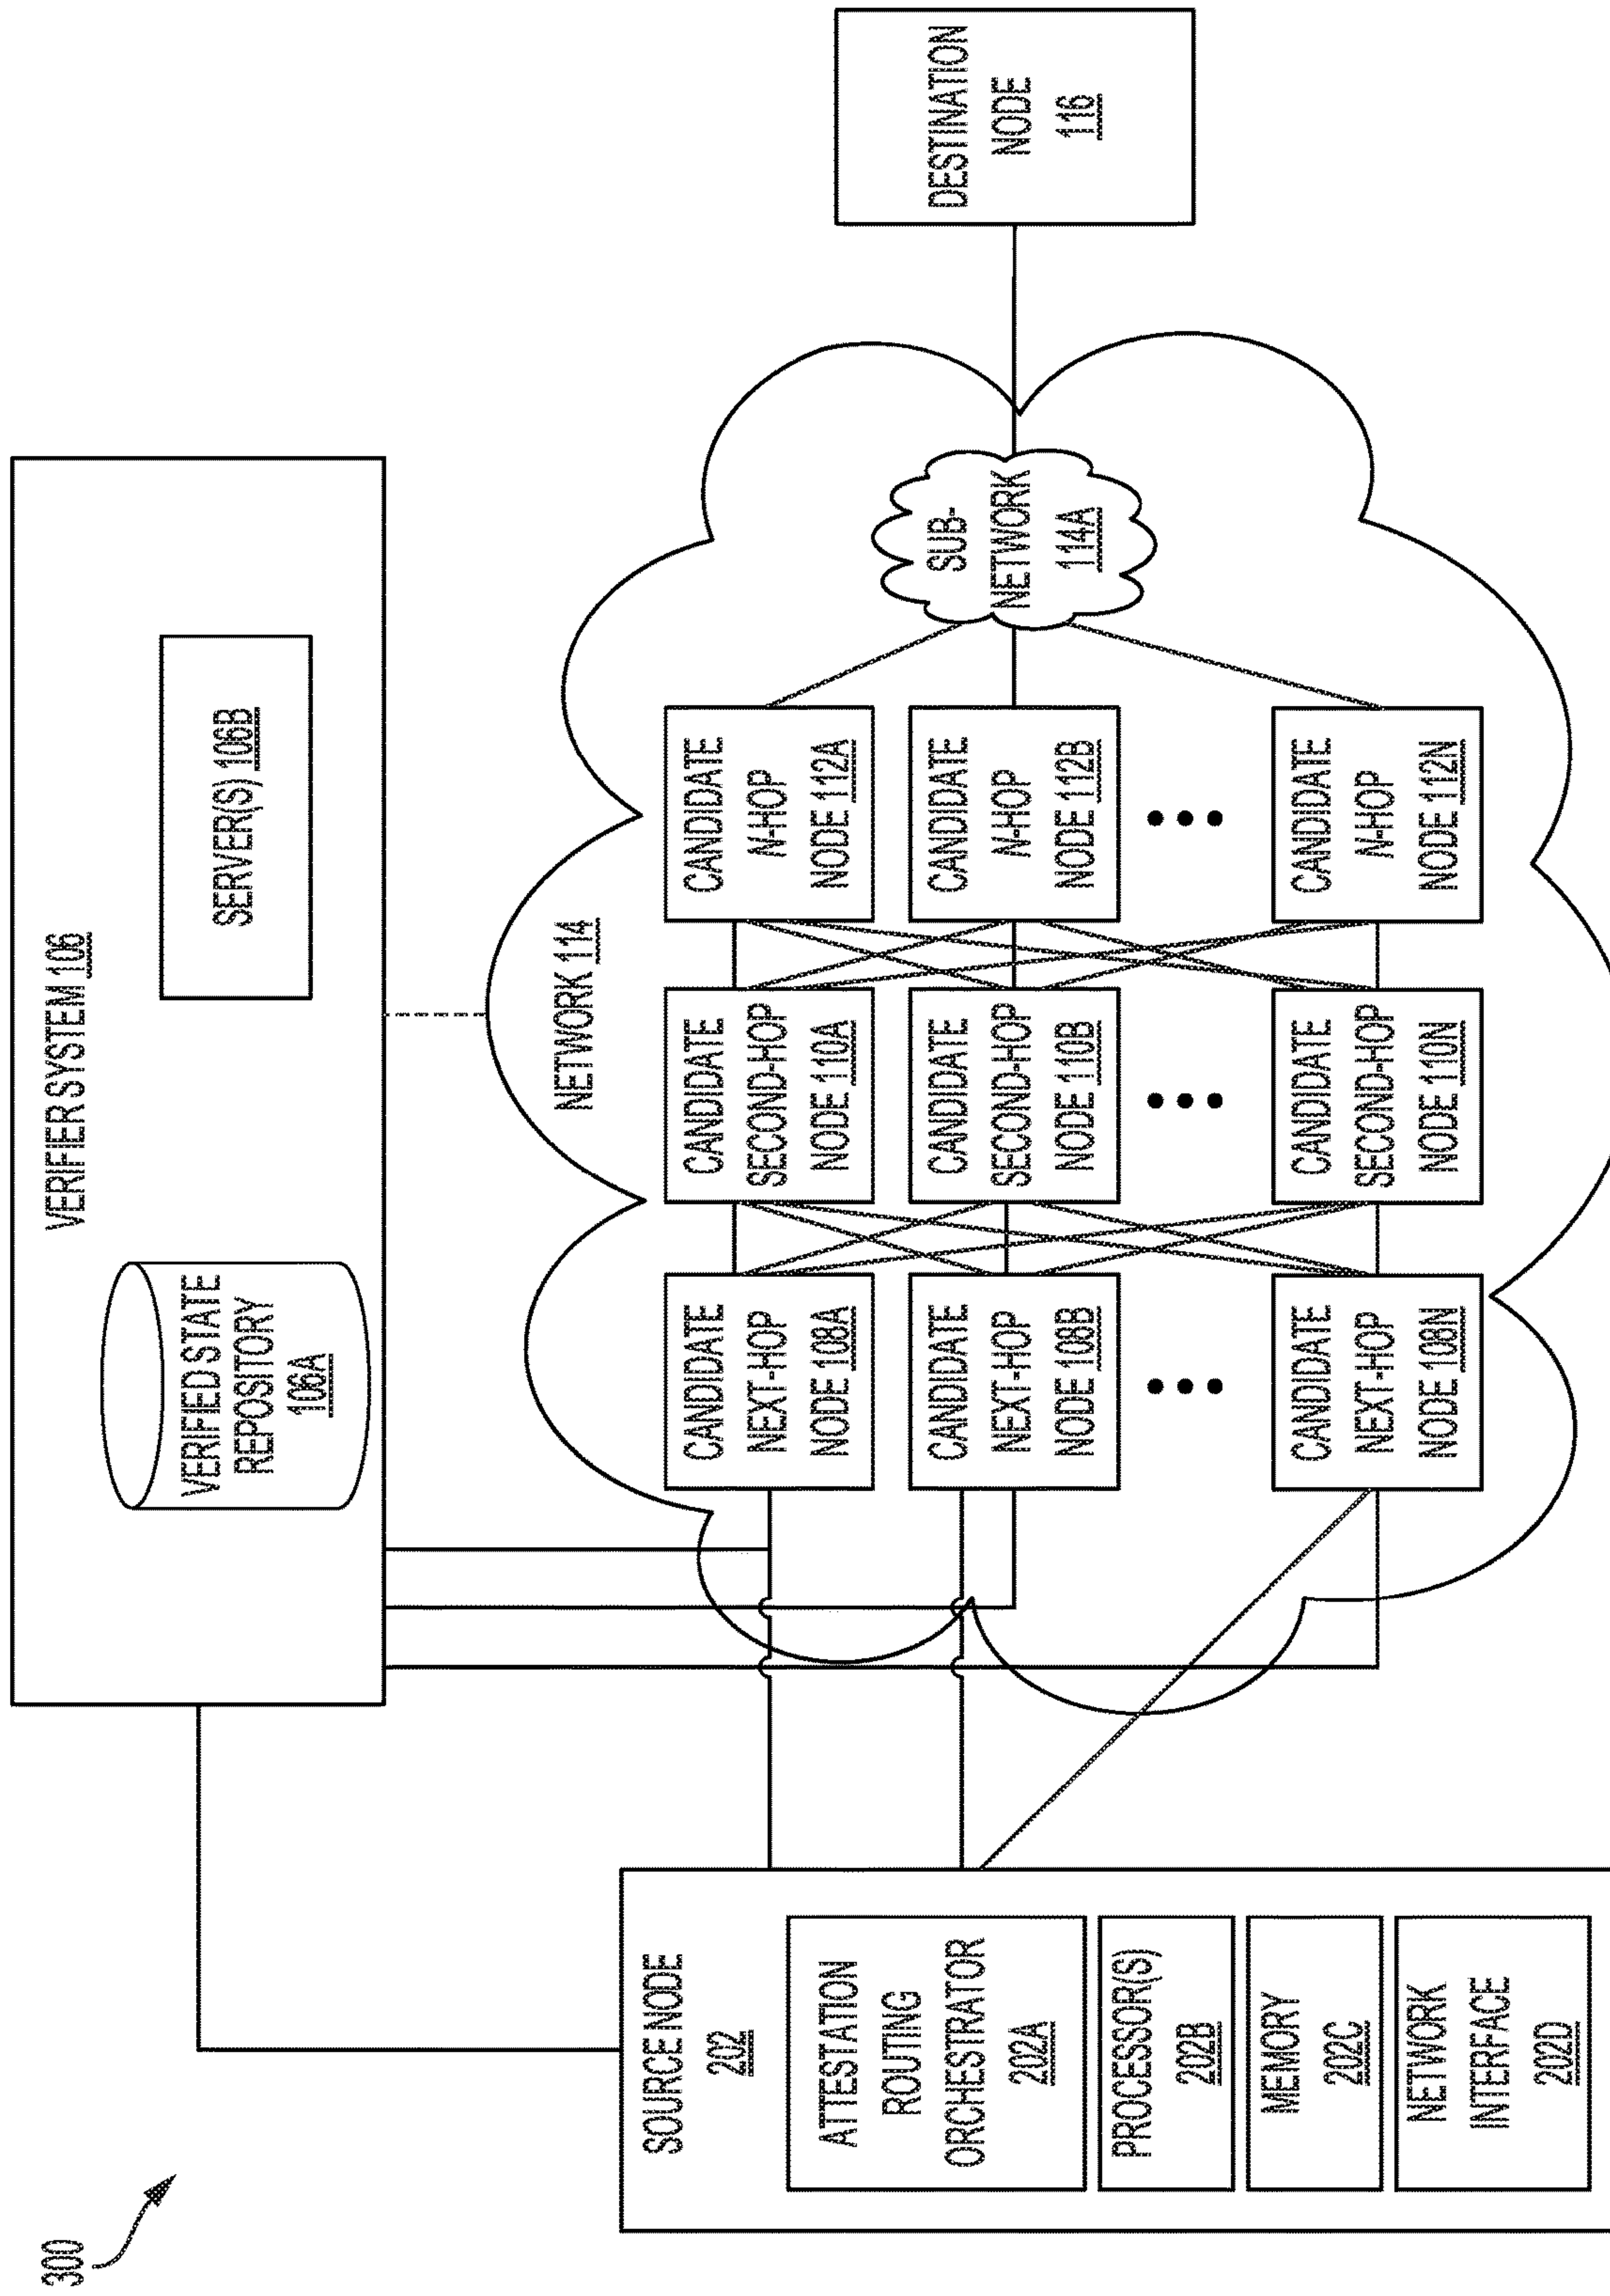 300
VERIFIER SYSTEM 106
VERIFIED STATE
REPOSITORY
106A
SERVER(S) 106B
SOURCE NODE
202
ATTESTATION
ROUTING
ORCHESTRATOR
202A
PROCESSOR(S)
202B
MEMORY
202C
NETWORK
INTERFACE
202D
NETWORK 114
CANDIDATE
NEXT-HOP
NODE 108A
CANDIDATE
SECOND-HOP
NODE 110A
CANDIDATE
N-HOP
NODE 112A
CANDIDATE
NEXT-HOP
NODE 108B
CANDIDATE
SECOND-HOP
NODE 110B
CANDIDATE
N-HOP
NODE 112B
CANDIDATE
NEXT-HOP
NODE 108N
CANDIDATE
SECOND-HOP
NODE 110N
CANDIDATE
N-HOP
NODE 112N
SUB-
NETWORK
114A
DESTINATION
NODE
116